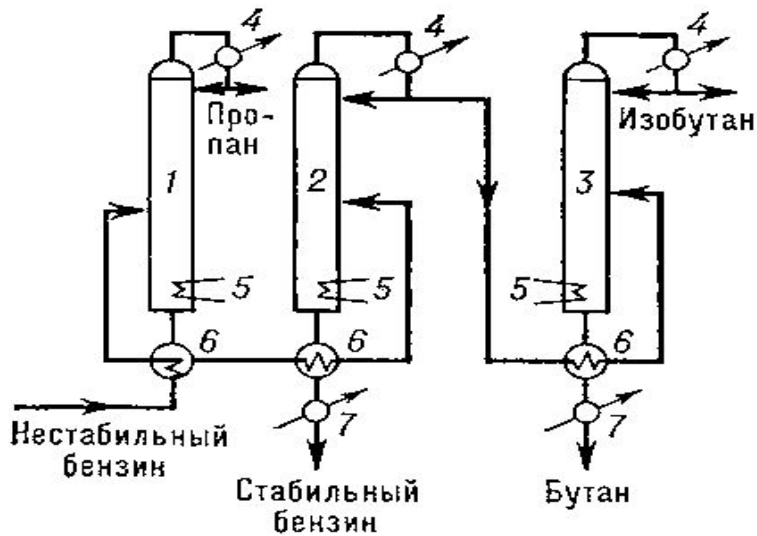 4
4
4
Про-
пан
Изобутан
1
2
3
5
5
5
6
6
6
7
7
Нестабильный
бензин
Стабильный
бензин
Бутан